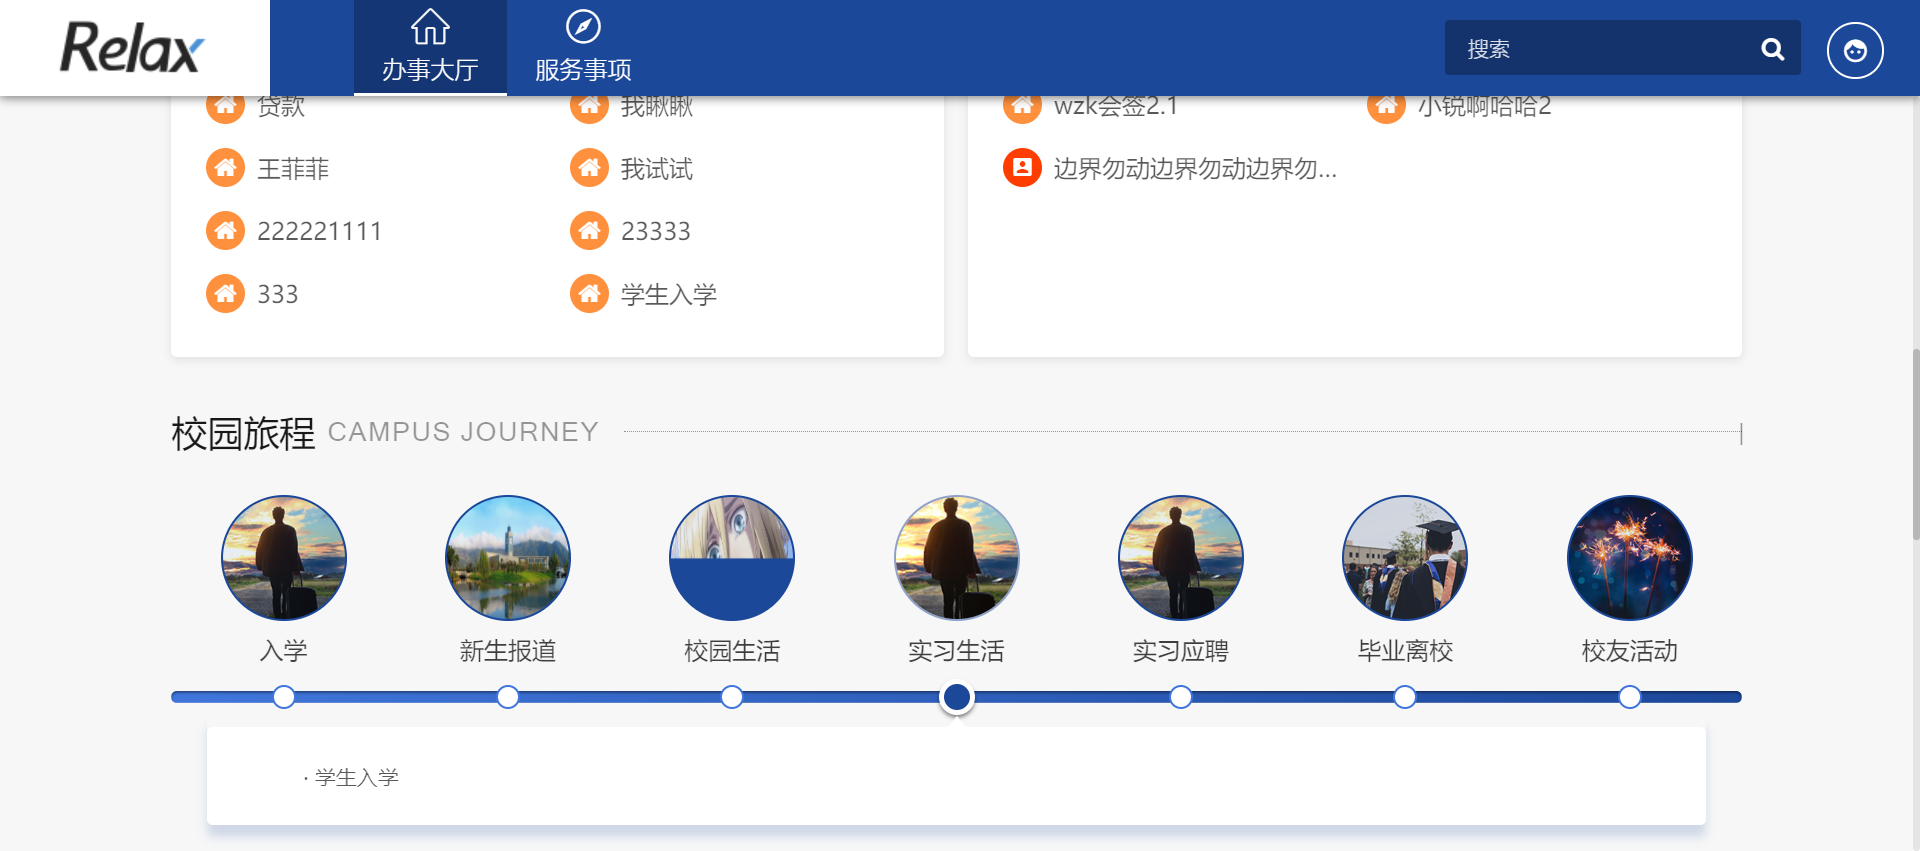 Relax
办事大厅
服务事项
搜索
贷款
我瞅瞅
wzk会签2.1
小锐啊哈哈2
王菲菲
我试试
边界勿动边界勿动边界勿...
222221111
23333
333
学生入学
校园旅程 CAMPUS JOURNEY
入学
新生报道
校园生活
实习生活
实习应聘
毕业离校
校友活动
· 学生入学